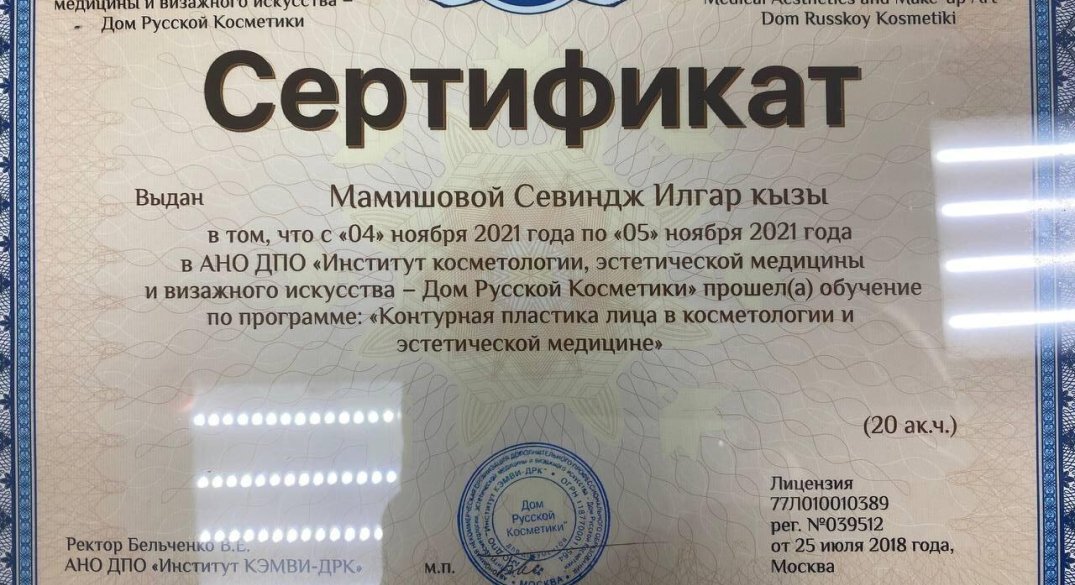 медицины и визажного искусства –
Дом Русской Косметики
Medical Aesthetics and Make-up Art
Dom Russkoy Kosmetiki
Сертификат
Выдан Мамишовой Севиндж Илгар кызы
в том, что с «04» ноября 2021 года по «05» ноября 2021 года
в АНО ДПО «Институт косметологии, эстетической медицины
и визажного искусства – Дом Русской Косметики» прошел(а) обучение
по программе: «Контурная пластика лица в косметологии и
эстетической медицине»
(20 ак.ч.)
Дом
Русской
Косметики"
МОСКВА
Лицензия
77Л010010389
рег. №039512
от 25 июля 2018 года,
Москва
Ректор Бельченко В.Е.
АНО ДПО «Институт КЭМВИ-ДРК»
м.п.